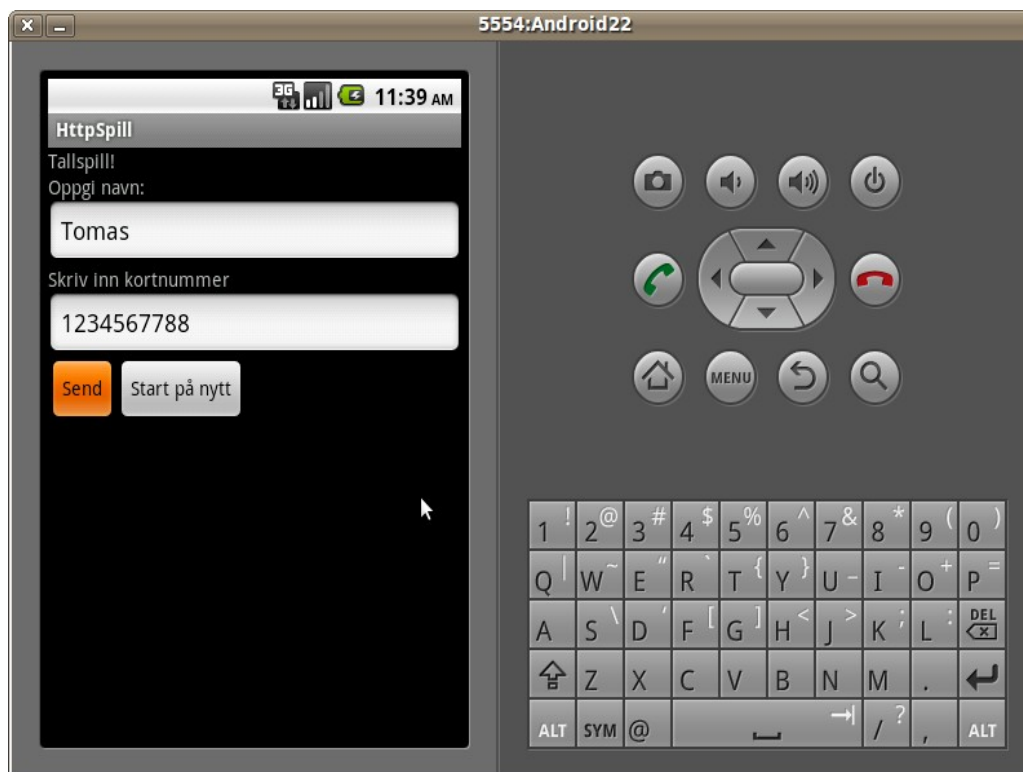 5554:Android22
3G 11:39 AM
HttpSpill
Tallspill!
Oppgi navn:
Tomas
Skriv inn kortnummer
1234567788
Send Start på nytt
MENU
1 ! 2 @ 3 # 4 $ 5 % 6 ^ 7 & 8 * 9 ( 0 )
Q | W ~ E " R ` T { Y } U _ I - O + P =
A S \ D ' F [ G ] H < J > K ; L : DEL
Z X C V B N M .
ALT SYM @ / ? , ALT